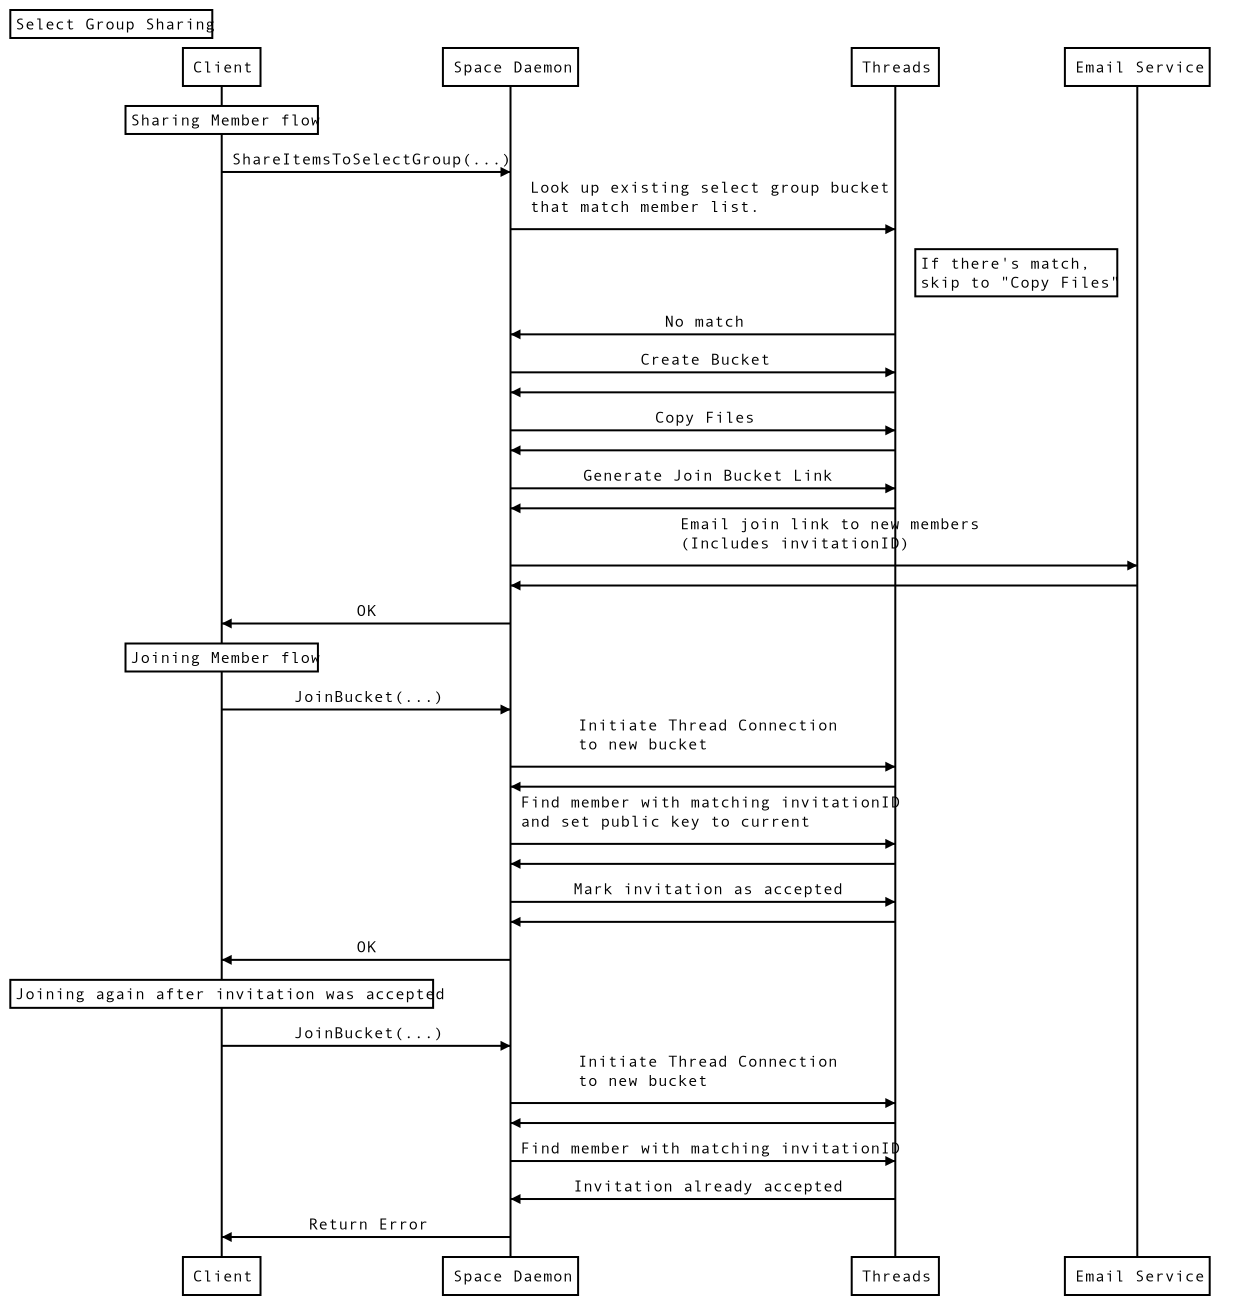 Select Group Sharing
Client
Space Daemon
Threads
Email Service
Sharing Member flow
ShareItemsToSelectGroup(...)
Look up existing select group bucket
that match member list.
If there's match,
skip to "Copy Files"
No match
Create Bucket
Copy Files
Generate Join Bucket Link
Email join link to new members
(Includes invitationID)
OK
Joining Member flow
JoinBucket(...)
Initiate Thread Connection
to new bucket
Find member with matching invitationID
and set public key to current
Mark invitation as accepted
OK
Joining again after invitation was accepted
JoinBucket(...)
Initiate Thread Connection
to new bucket
Find member with matching invitationID
Invitation already accepted
Return Error
Client
Space Daemon
Threads
Email Service